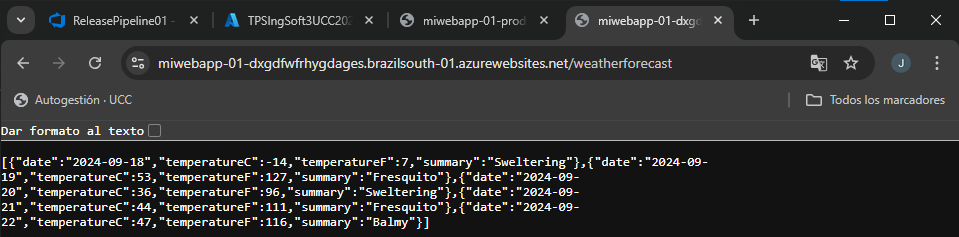 ReleasePipeline01 -
TPSIngSoft3UCC202
miwebapp-01-prod
miwebapp-01-dxgd
miwebapp-01-dxgdfwfrhygdages.brazilsouth-01.azurewebsites.net/weatherforecast
J
Autogestión · UCC
Todos los marcadores
Dar formato al texto
[{"date":"2024-09-18","temperatureC":-14,"temperatureF":7,"summary":"Sweltering"},{"date":"2024-09-
19","temperatureC":53,"temperatureF":127,"summary":"Fresquito"},{"date":"2024-09-
20","temperatureC":36,"temperatureF":96,"summary":"Sweltering"},{"date":"2024-09-
21","temperatureC":44,"temperatureF":111,"summary":"Fresquito"},{"date":"2024-09-
22","temperatureC":47,"temperatureF":116,"summary":"Balmy"}]